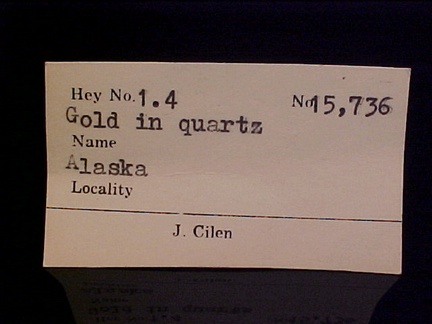 Hey No. 1.4 No 15,736
Gold in quartz
Name
Alaska
Locality
J. Cilen